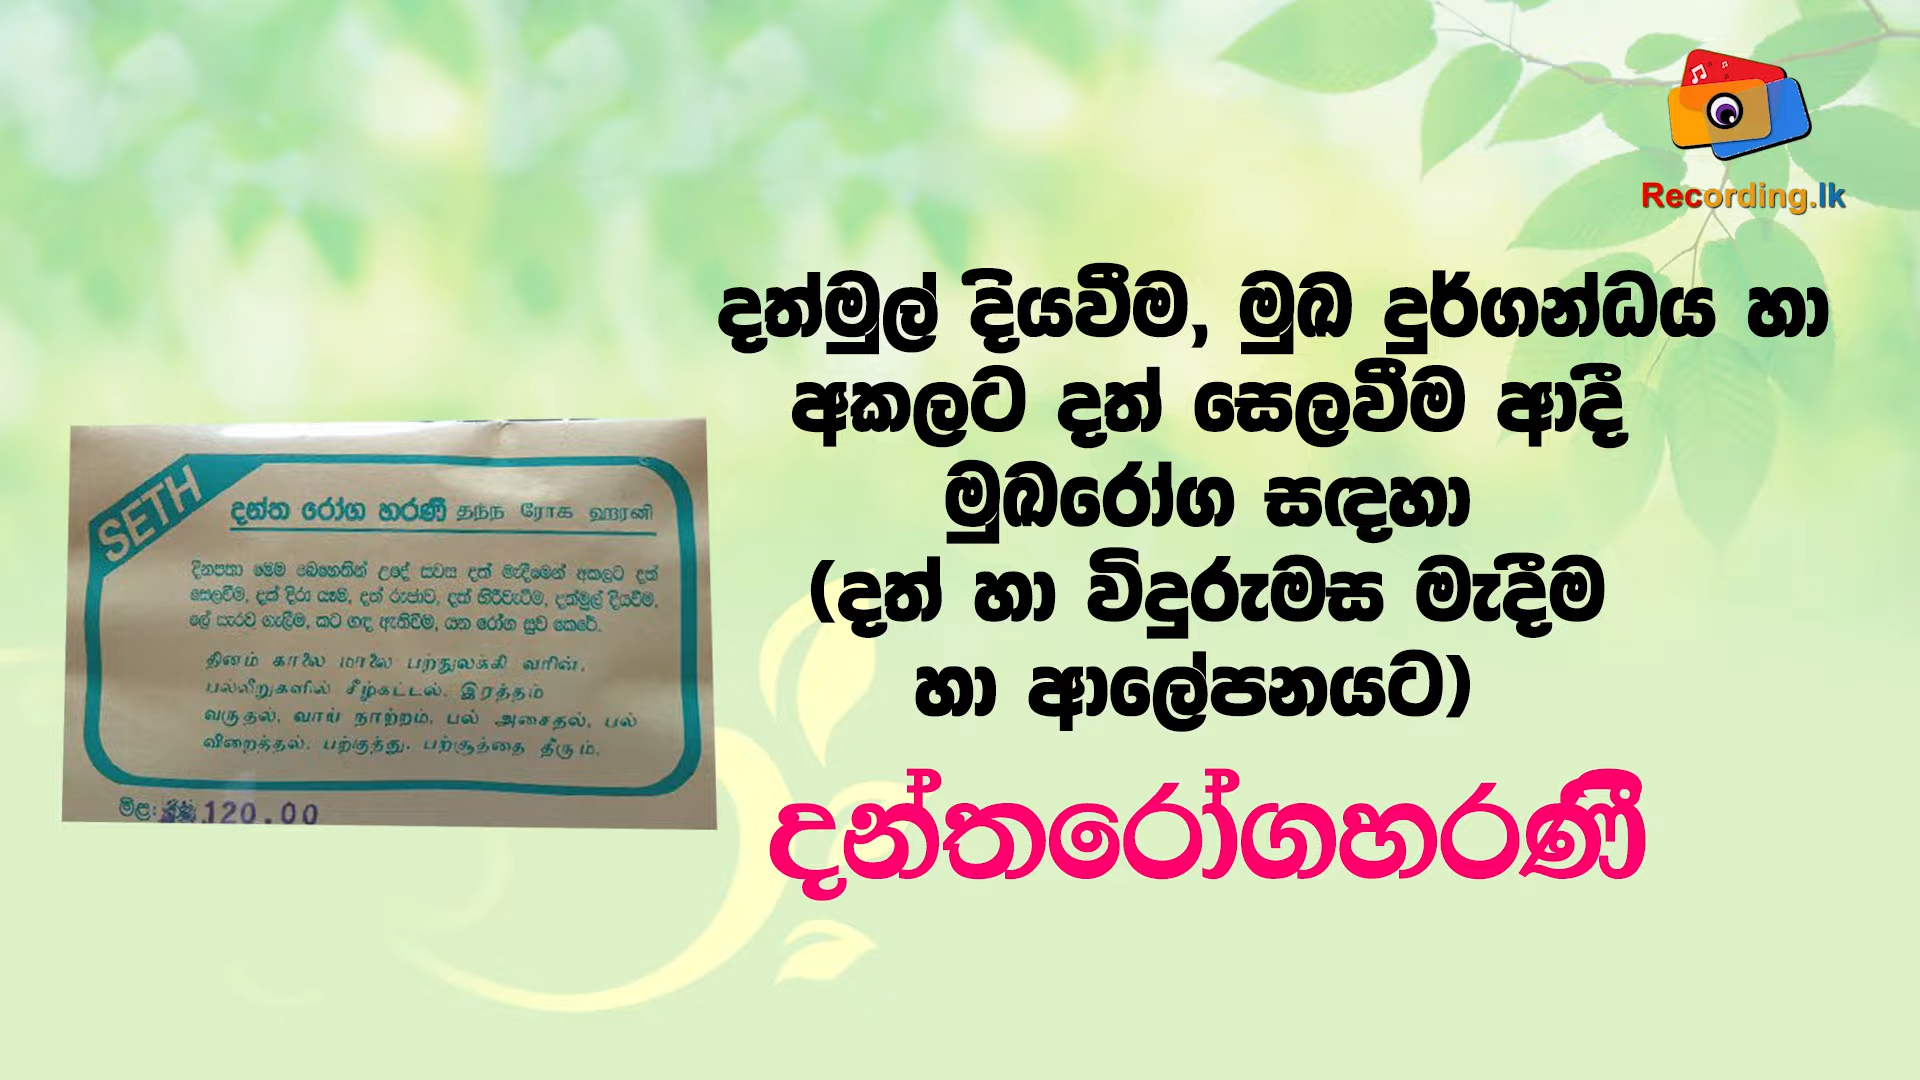 Recording.lk
දත්මුල් දියවීම, මුඛ දුර්ගන්ධය හා
අකලට දත් සෙලවීම ආදී
මුඛරෝග සඳහා
(දත් හා විදුරුමස මැදීම
හා ආලේපනයට)
දන්තරෝගහරණී
SETH
දන්ත රෝග හරණී தந்ந ரோக ஹரனி
දිනපතා මෙම බෙහෙතින් උදේ සවස දත් මැදීමෙන් අකලට දත්
සෙලවීම, දත් දිරා යෑම, දත් රුජාව, දත් හිරිවැටීම, දත්මුල් දියවීම,
ලේ සැරව ගැලීම, කට ගඳ ඇතිවීම, යන රෝග සුව කෙරේ.
தினம் காலை மாலை பற்துலக்கி வரின்,
பல்லீறுகளில் சீழ்கட்டல், இரத்தம்
வருதல், வாய் நாற்றம், பல் அசைதல், பல்
விறைத்தல், பற்குத்து, பற்சூத்தை தீரும்.
මිළ: 120.00